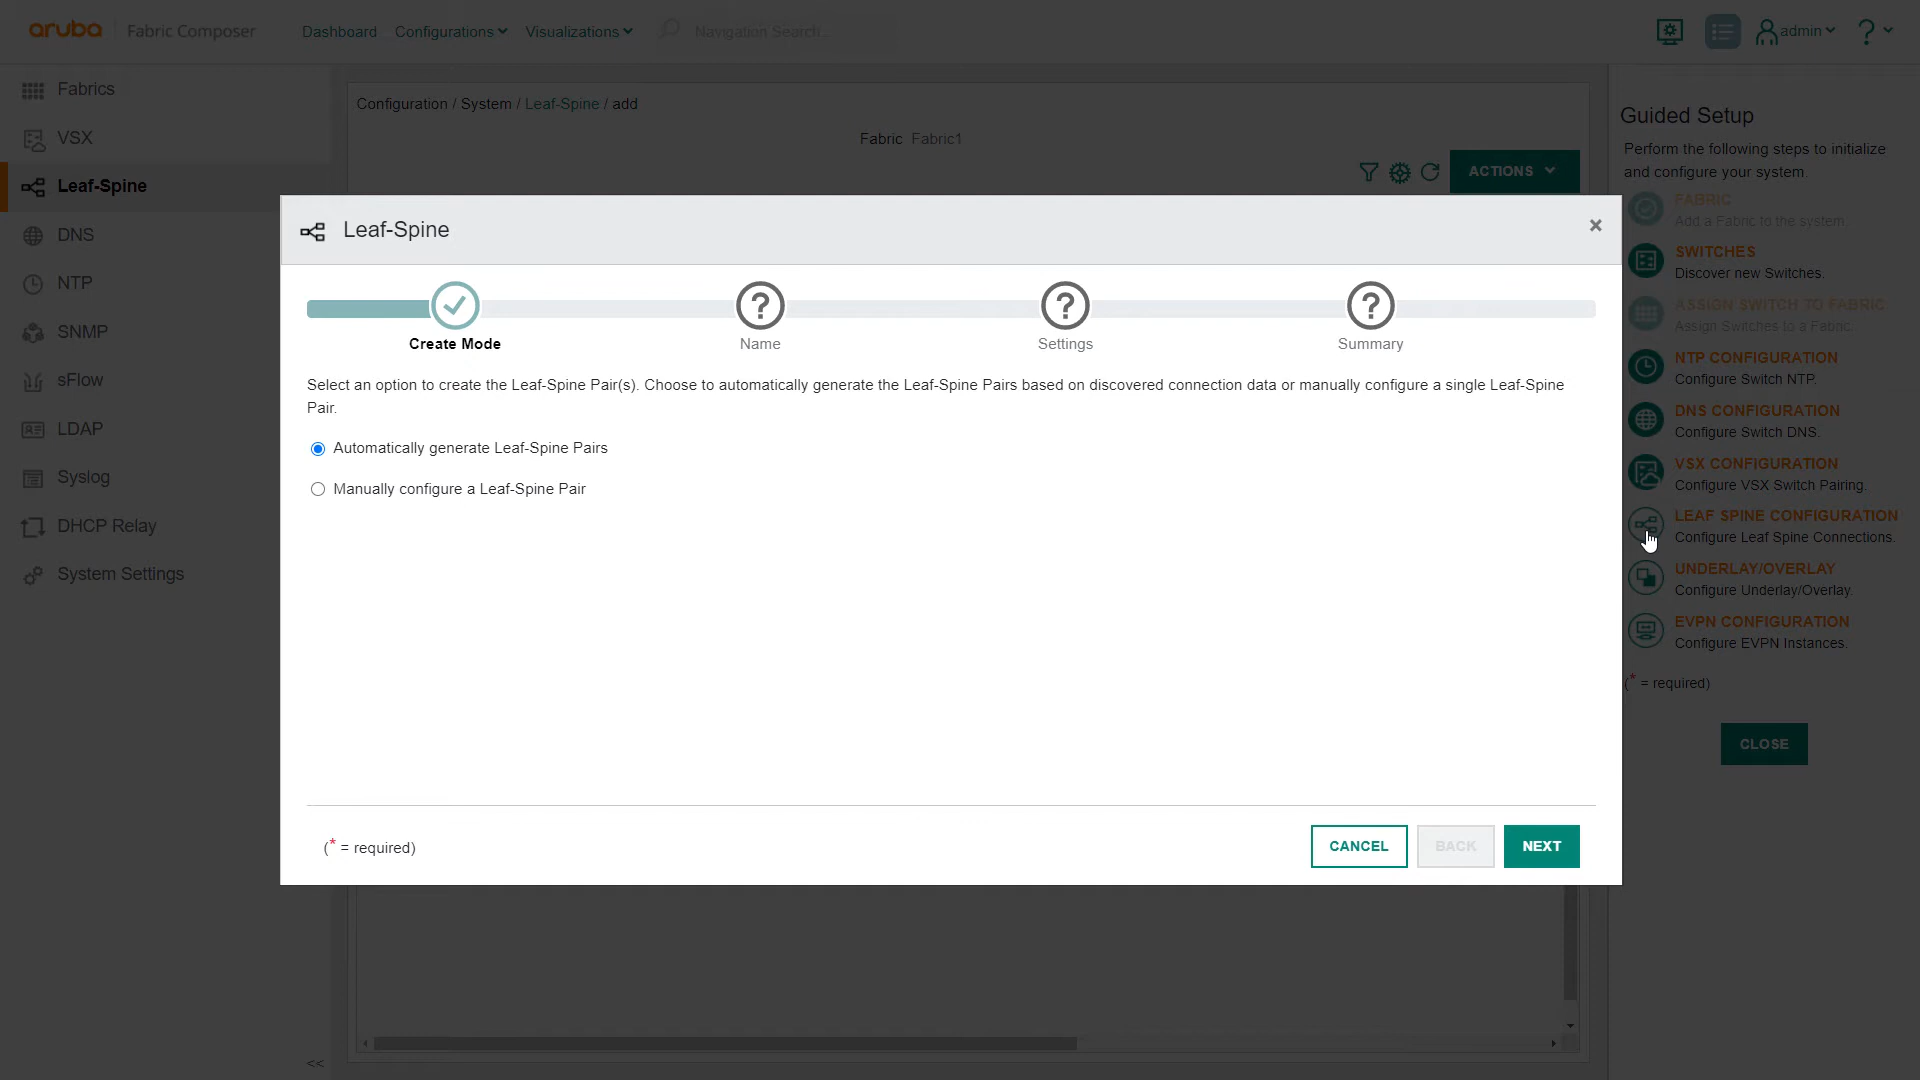 aruba
Fabric Composer
Dashboard
Configurations
Visualizations
Navigation Search...
admin
?
Fabrics
VSX
Leaf-Spine
DNS
NTP
SNMP
sFlow
LDAP
Syslog
DHCP Relay
System Settings
<<
Configuration / System / Leaf-Spine / add
Fabric Fabric1
ACTIONS
Leaf-Spine
×
Create Mode
?
Name
?
Settings
?
Summary
Select an option to create the Leaf-Spine Pair(s). Choose to automatically generate the Leaf-Spine Pairs based on discovered connection data or manually configure a single Leaf-Spine
Pair.
Automatically generate Leaf-Spine Pairs
Manually configure a Leaf-Spine Pair
(* = required)
CANCEL
BACK
NEXT
Guided Setup
Perform the following steps to initialize
and configure your system.
FABRIC
Add a Fabric to the system.
SWITCHES
Discover new Switches.
ASSIGN SWITCH TO FABRIC
Assign Switches to a Fabric.
NTP CONFIGURATION
Configure Switch NTP.
DNS CONFIGURATION
Configure Switch DNS.
VSX CONFIGURATION
Configure VSX Switch Pairing.
LEAF SPINE CONFIGURATION
Configure Leaf Spine Connections.
UNDERLAY/OVERLAY
Configure Underlay/Overlay.
EVPN CONFIGURATION
Configure EVPN Instances.
(* = required)
CLOSE